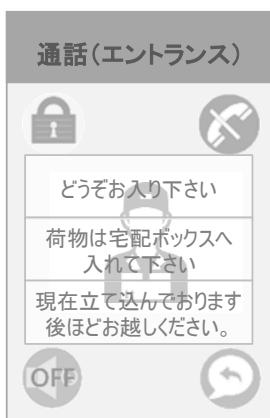 通話(エントランス)
どうぞお入り下さい
荷物は宅配ボックスへ
入れて下さい
現在立て込んでおります
後ほどお越しください。
OFF